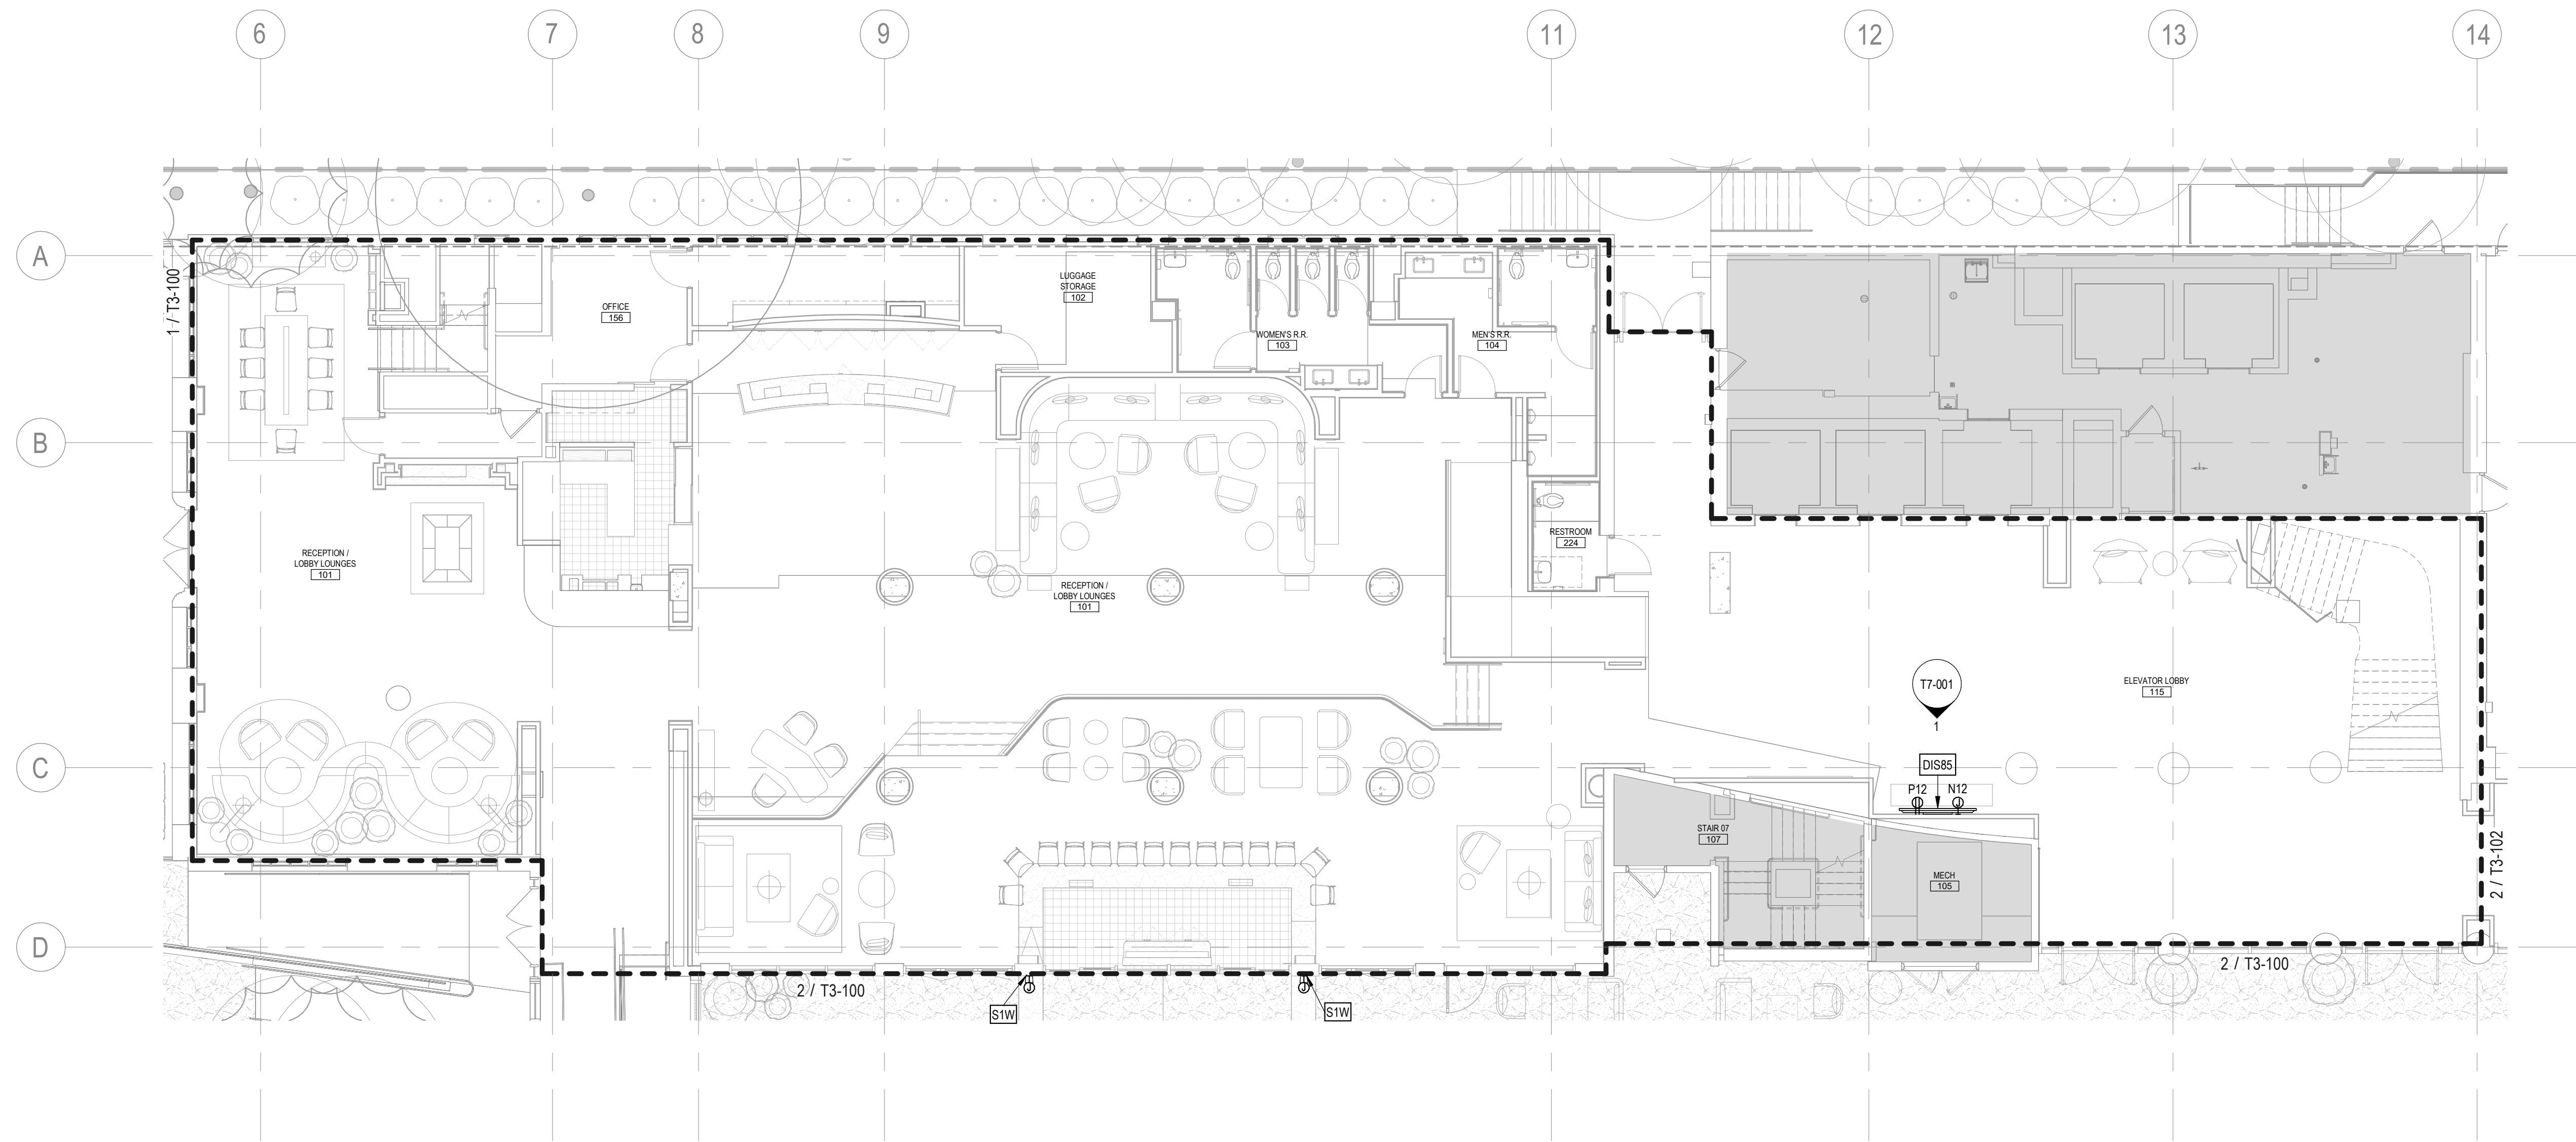 6
7
8
9
11
12
13
14
A
B
C
D
1 / T3-100
OFFICE
156
LUGGAGE
STORAGE
102
WOMEN'S R.R.
103
MEN'S R.R.
104
RECEPTION /
LOBBY LOUNGES
101
RECEPTION /
LOBBY LOUNGES
101
RESTROOM
224
T7-001
1
ELEVATOR LOBBY
115
DIS85
P12
N12
STAIR 07
107
MECH
105
2 / T3-102
2 / T3-100
2 / T3-100
S1W
S1W
J
J
J